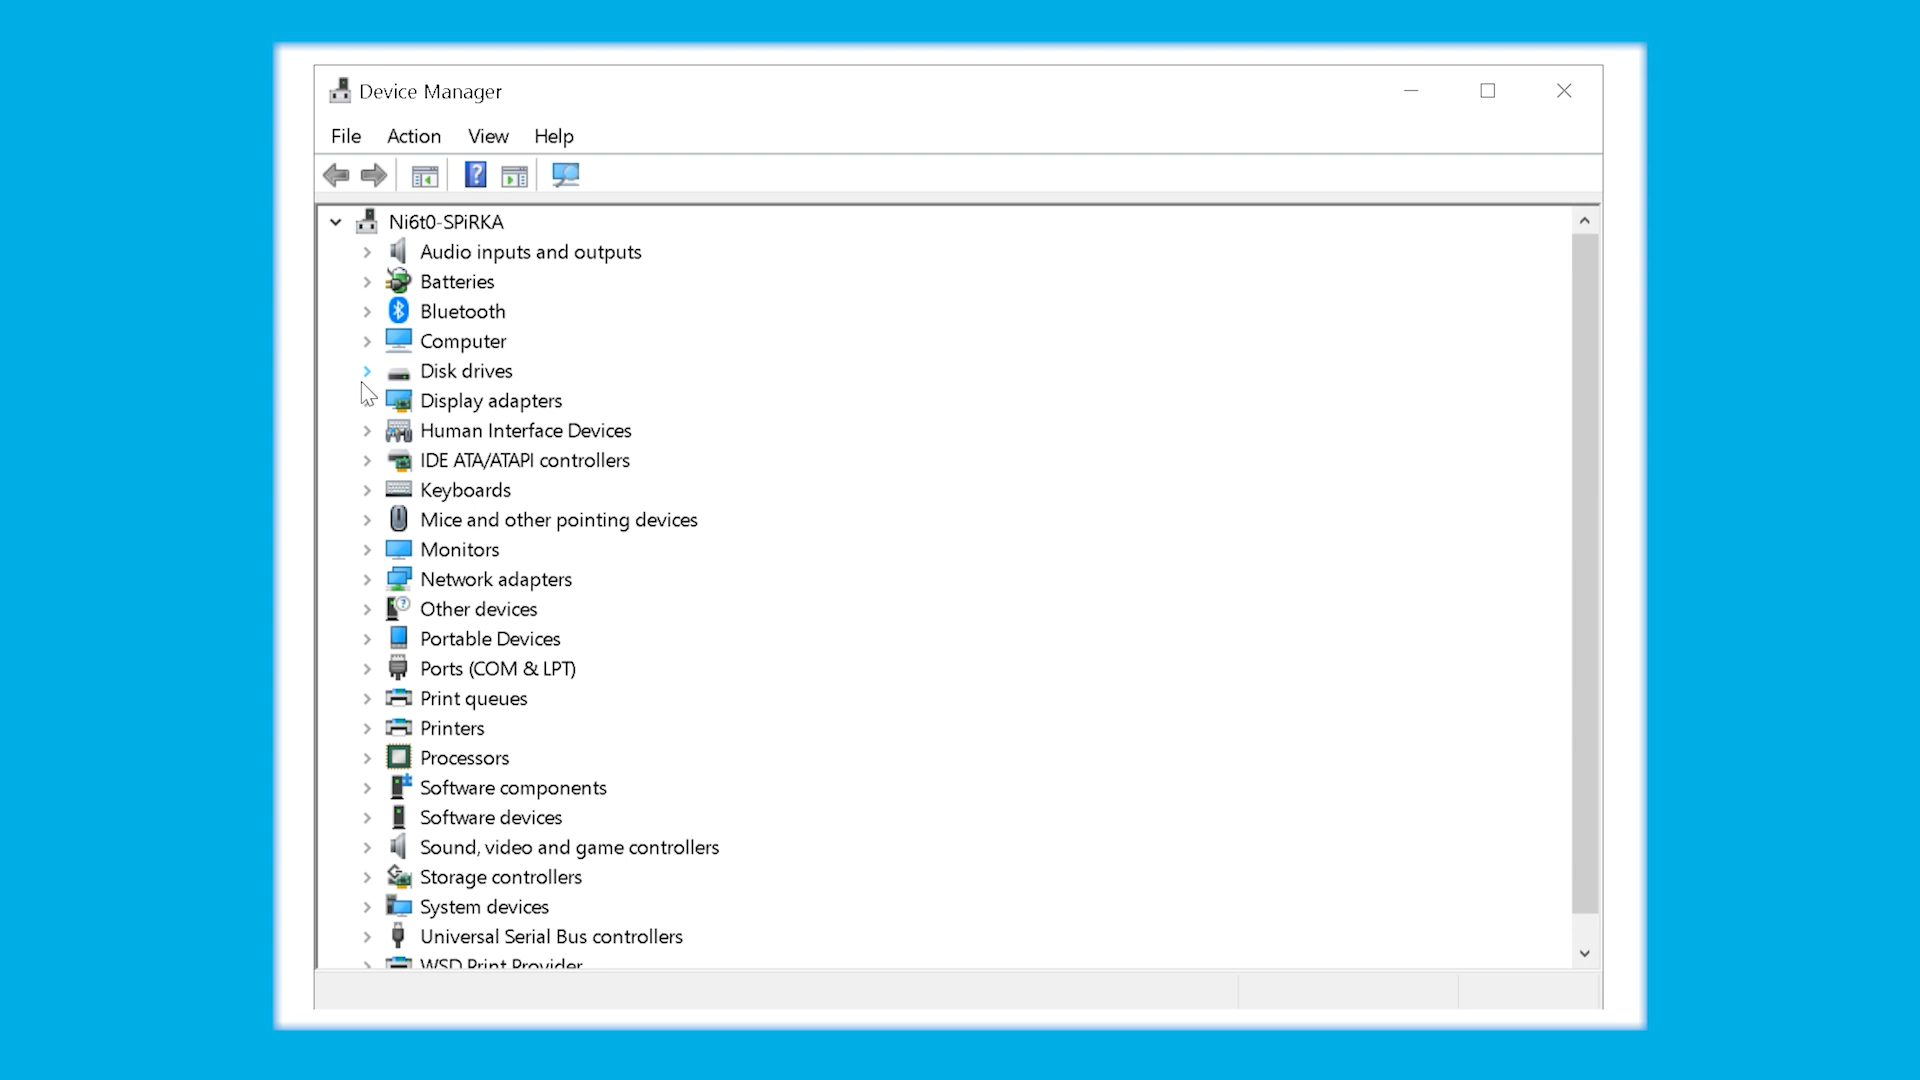 Device Manager
File Action View Help
Ni6t0-SPiRKA
Audio inputs and outputs
Batteries
Bluetooth
Computer
Disk drives
Display adapters
Human Interface Devices
IDE ATA/ATAPI controllers
Keyboards
Mice and other pointing devices
Monitors
Network adapters
Other devices
Portable Devices
Ports (COM & LPT)
Print queues
Printers
Processors
Software components
Software devices
Sound, video and game controllers
Storage controllers
System devices
Universal Serial Bus controllers
WSD Print Provider